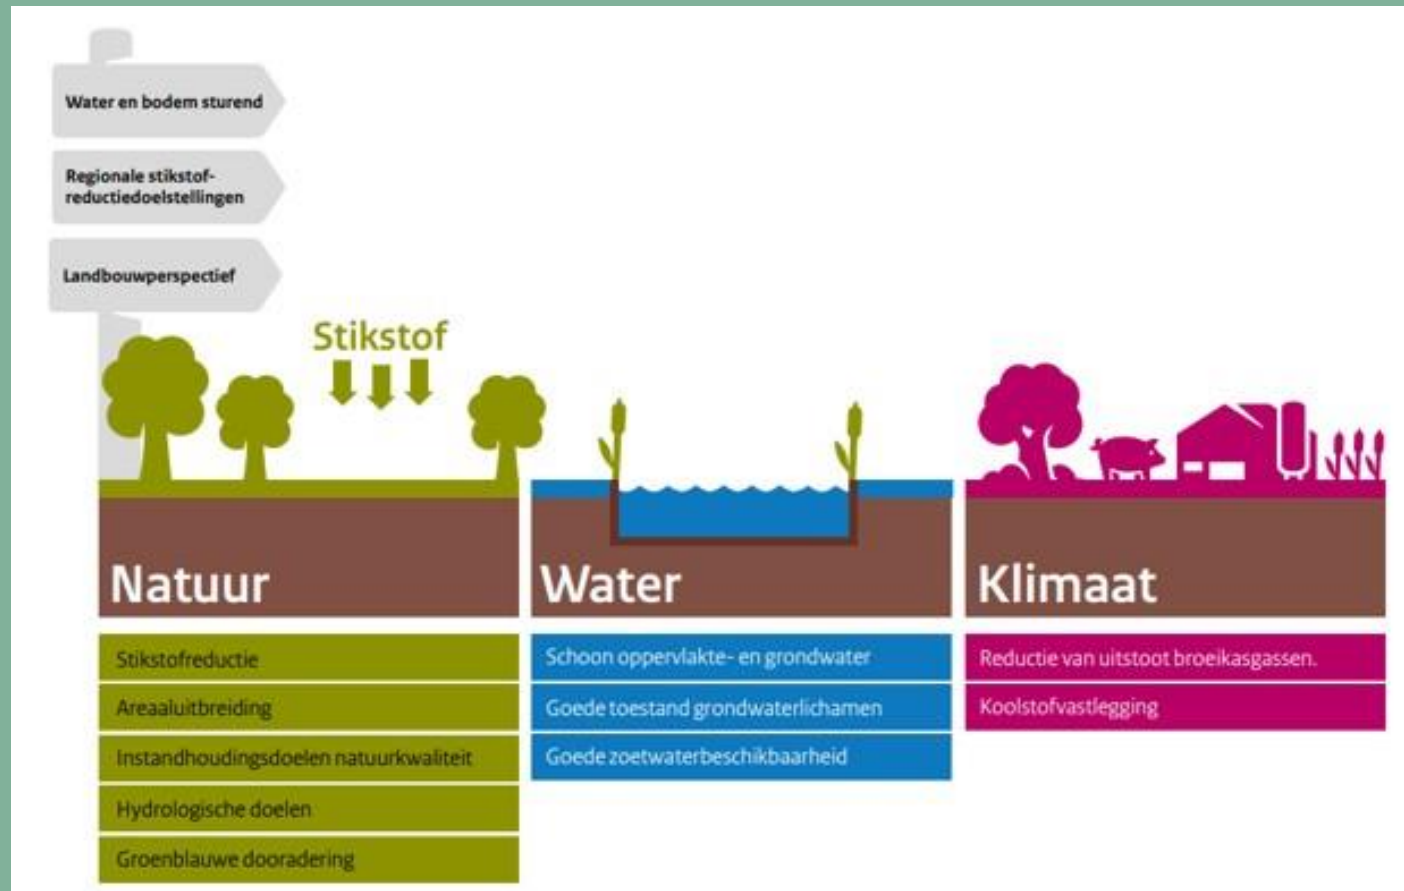 Water en bodem sturend
Regionale stikstof-
reductiedoelstellingen
Landbouwperspectief
Stikstof
Natuur
Stikstofreductie
Areaaluitbreiding
Instandhoudingsdoelen natuurkwaliteit
Hydrologische doelen
Groenblauwe dooradering
Water
Schoon oppervlakte- en grondwater
Goede toestand grondwaterlichamen
Goede zoetwaterbeschikbaarheid
Klimaat
Reductie van uitstoot broeikasgassen.
Koolstofvastlegging